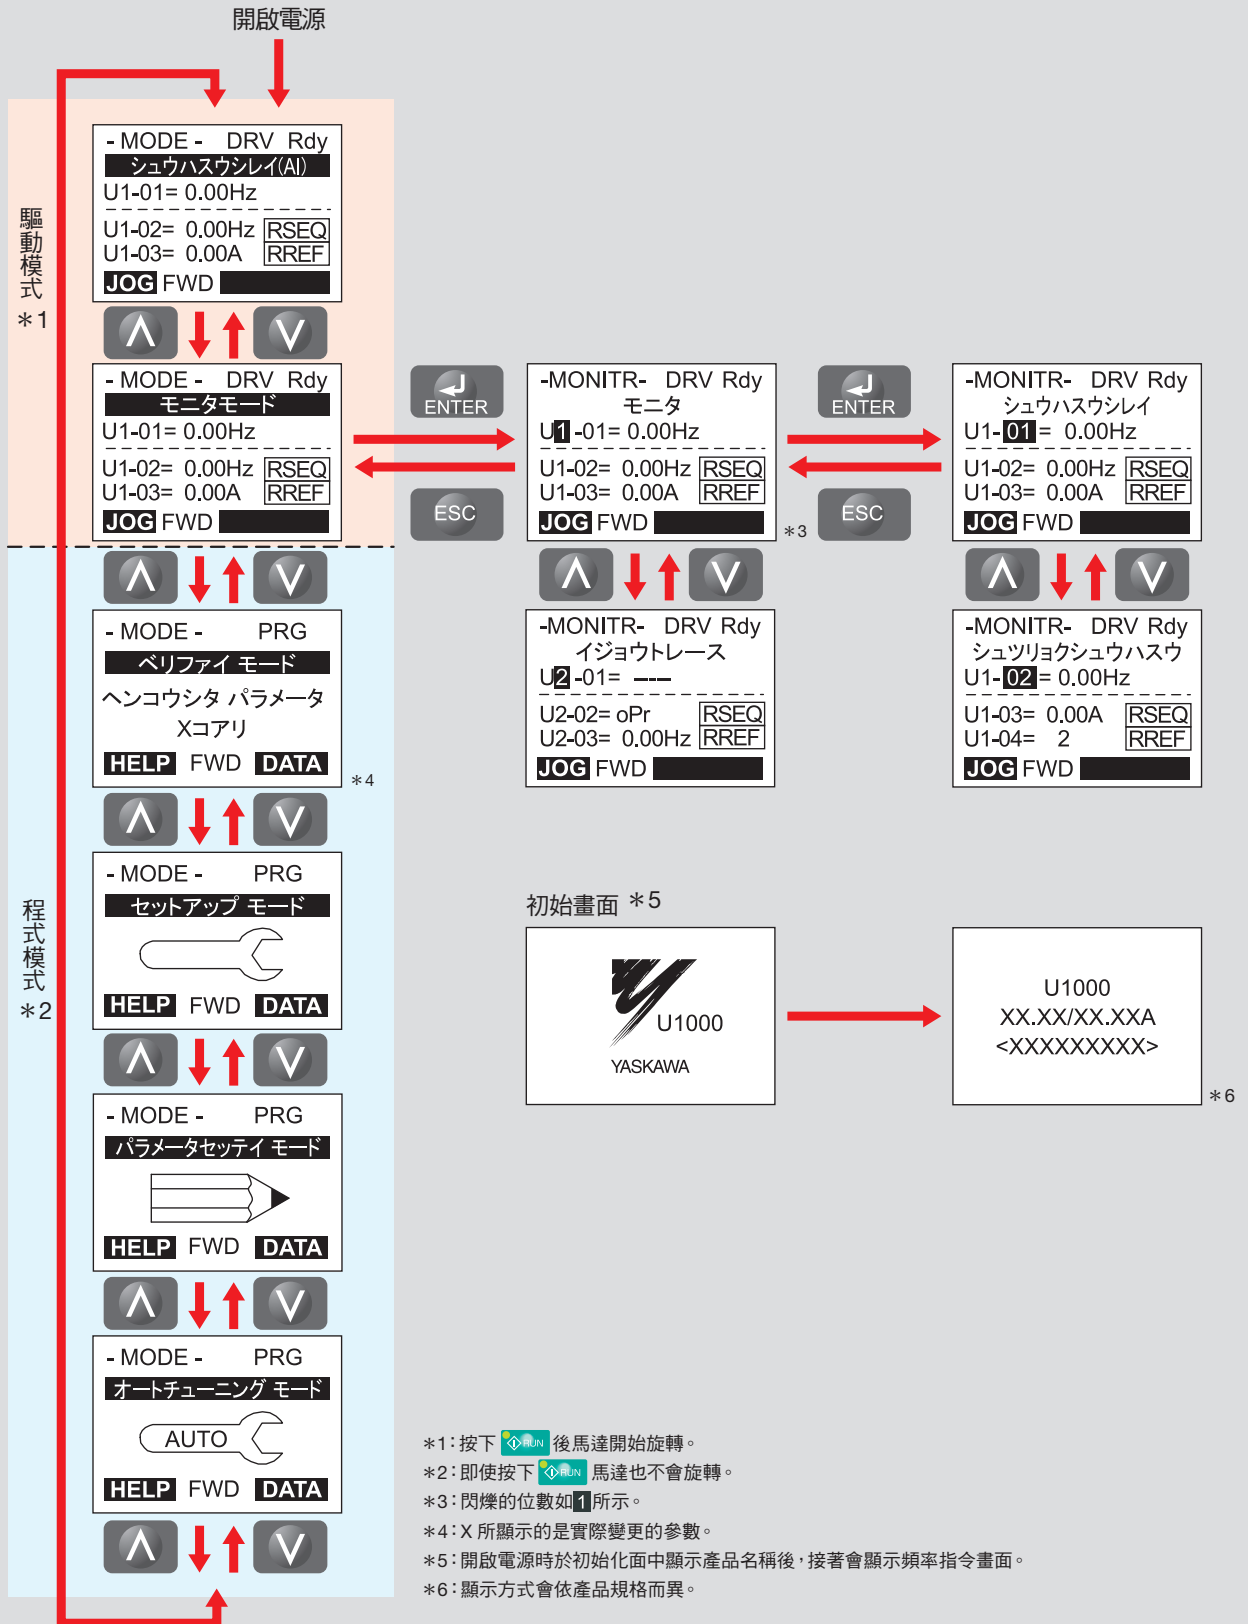 開啟電源
驅動模式
＊1
- MODE -   DRV Rdy
シュウハスウシレイ(AI)
U1-01= 0.00Hz
U1-02= 0.00Hz RSEQ
U1-03= 0.00A RREF
JOG FWD
- MODE -   DRV Rdy
モニタモード
U1-01= 0.00Hz
U1-02= 0.00Hz RSEQ
U1-03= 0.00A RREF
JOG FWD
ENTER
ESC
-MONITR-   DRV Rdy
モニタ
U1 -01= 0.00Hz
U1-02= 0.00Hz RSEQ
U1-03= 0.00A RREF
JOG FWD
＊3
ENTER
ESC
-MONITR-   DRV Rdy
シュウハスウシレイ
U1- 01 = 0.00Hz
U1-02= 0.00Hz RSEQ
U1-03= 0.00A RREF
JOG FWD
-MONITR-   DRV Rdy
イジョウトレース
U2 -01= ---
U2-02= oPr RSEQ
U2-03= 0.00Hz RREF
JOG FWD
-MONITR-   DRV Rdy
シュツリョクシュウハスウ
U1- 02 = 0.00Hz
U1-03= 0.00A RSEQ
U1-04= 2 RREF
JOG FWD
程式模式
＊2
- MODE -   PRG
ベリファイ モード
ヘンコウシタ パラメータ
Xコアリ
HELP FWD DATA
＊4
- MODE -   PRG
セットアップ モード
HELP FWD DATA
- MODE -   PRG
パラメータセッテイ モード
HELP FWD DATA
- MODE -   PRG
オートチューニング モード
AUTO
HELP FWD DATA
初始畫面 ＊5
U1000
YASKAWA
U1000
XX.XX/XX.XXA
<XXXXXXXXX>
＊6
＊1：按下 RUN 後馬達開始旋轉。
＊2：即使按下 RUN 馬達也不會旋轉。
＊3：閃爍的位數如1所示。
＊4：X 所顯示的是實際變更的參數。
＊5：開啟電源時於初始化面中顯示產品名稱後，接著會顯示頻率指令畫面。
＊6：顯示方式會依產品規格而異。